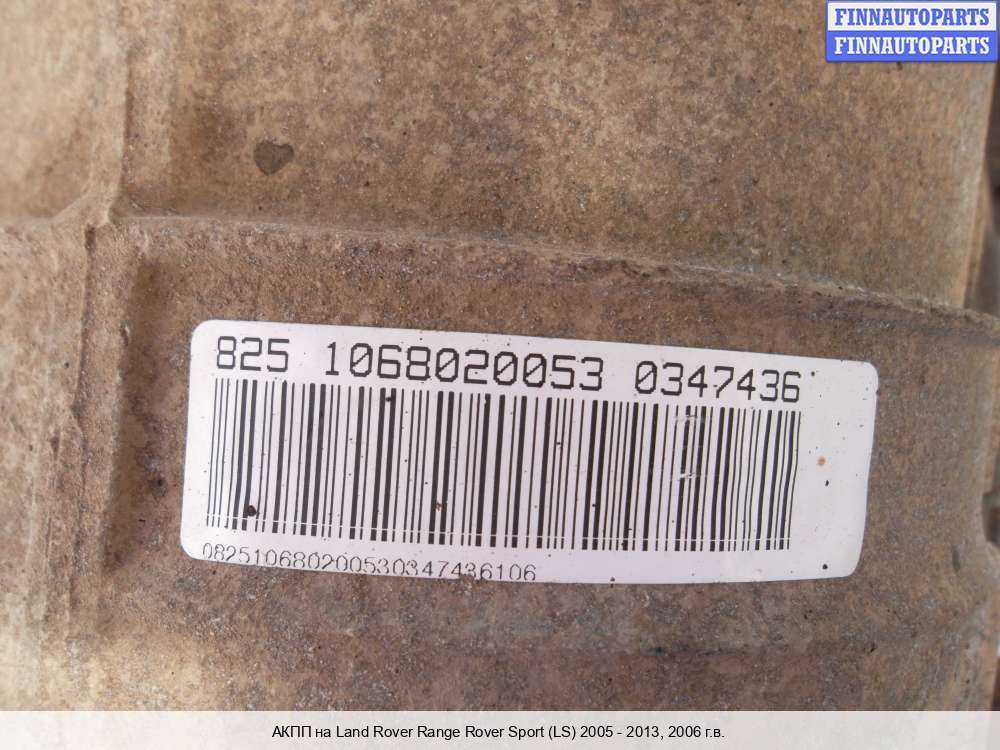 FINNAUTOPARTS
FINNAUTOPARTS
825 1068020053 0347436
08251068020053034743​6106
АКПП на Land Rover Range Rover Sport (LS) 2005 - 2013, 2006 г.в.